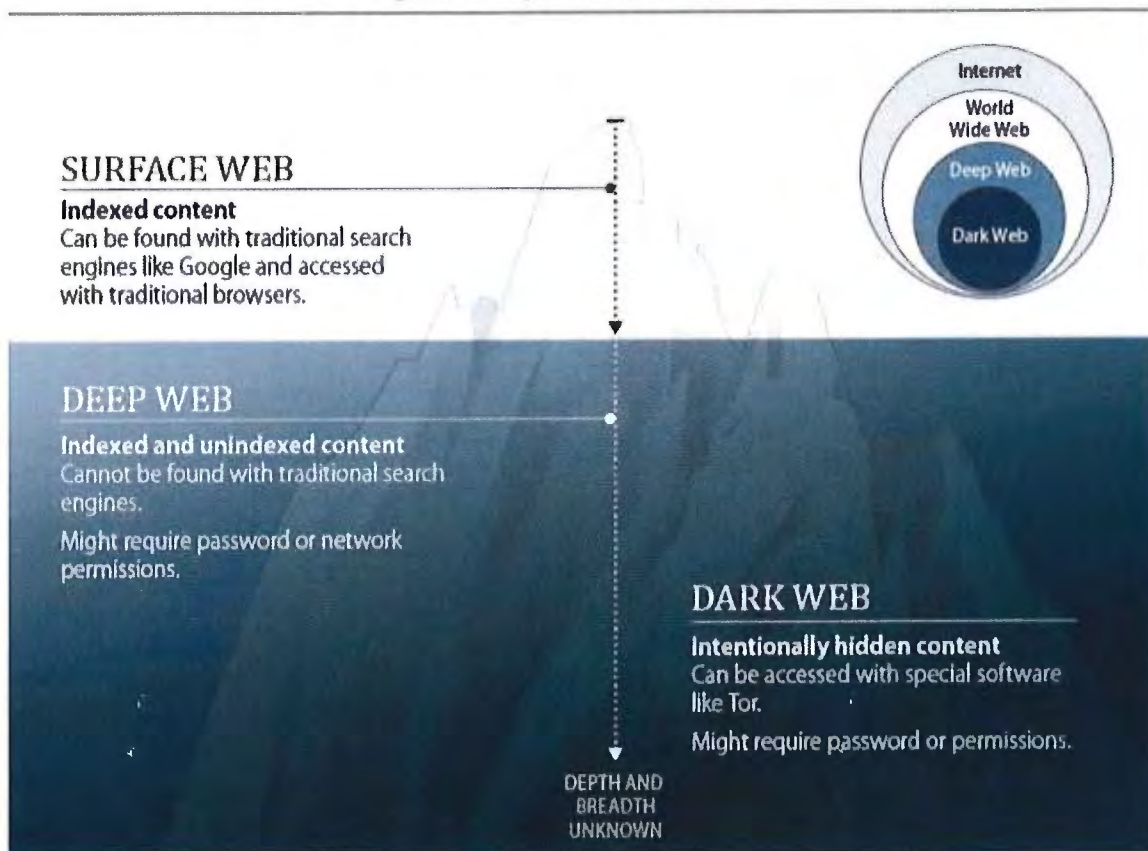 Internet
World
Wide Web
Deep Web
Dark Web
SURFACE WEB
Indexed content
Can be found with traditional search
engines like Google and accessed
with traditional browsers.
DEEP WEB
Indexed and unindexed content
Cannot be found with traditional search
engines.
Might require password or network
permissions.
DARK WEB
Intentionally hidden content
Can be accessed with special software
like Tor.
Might require password or permissions.
DEPTH AND
BREADTH
UNKNOWN